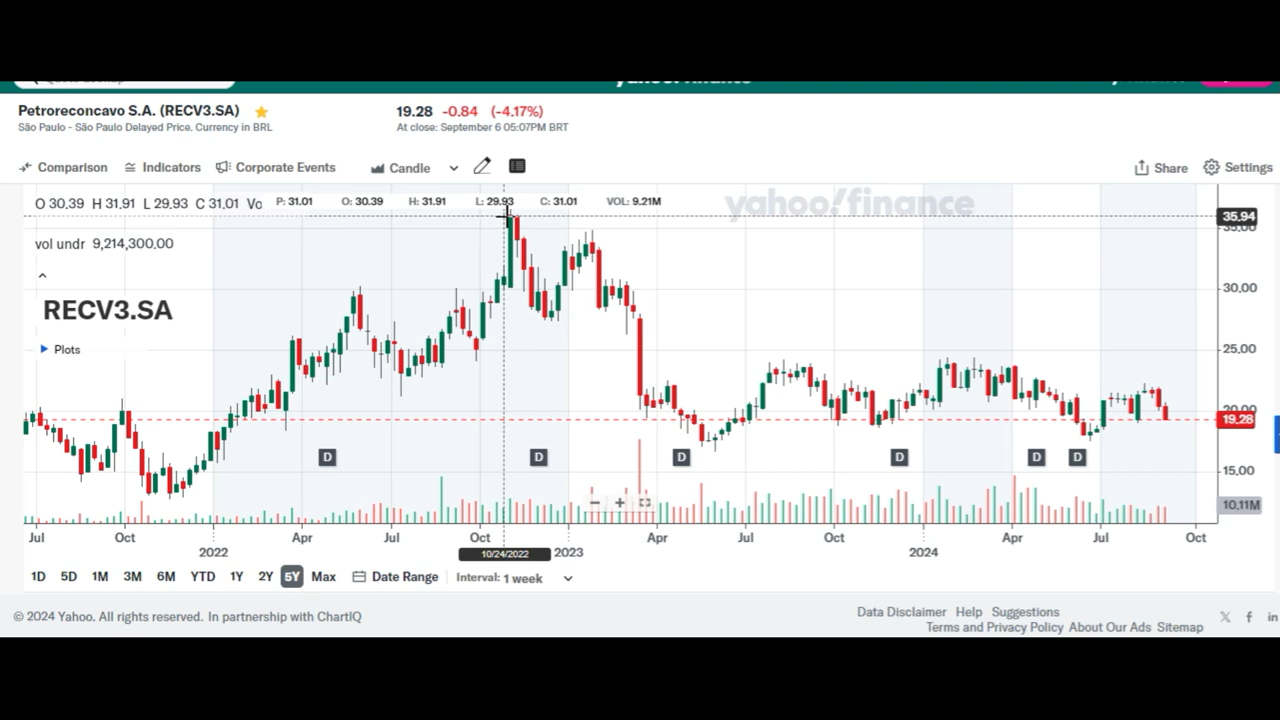 Petroreconcavo S.A. (RECV3.SA) 19.28 -0.84 (-4.17%)
São Paulo - São Paulo Delayed Price. Currency in BRL At close: September 6 05:07PM BRT
Comparison Indicators Corporate Events Candle Share Settings
yahoo!finance
O 30.39 H 31.91 L 29.93 C 31.01 P: 31.01 O: 30.39 H: 31.91 L: 29.93 C: 31.01 VOL: 9.21M
35.94
35.00
vol undr 9,214,300.00
30.00
RECV3.SA
Plots
25.00
20.00
19.28
D D D D D D
15.00
10.11M
Jul Oct Apr Jul Oct Apr Jul Oct Apr Jul Oct
2022 10/24/2022 2023 2024
1D 5D 1M 3M 6M YTD 1Y 2Y 5Y Max Date Range Interval: 1 week
© 2024 Yahoo. All rights reserved. In partnership with ChartIQ
Data Disclaimer Help Suggestions
Terms and Privacy Policy About Our Ads Sitemap